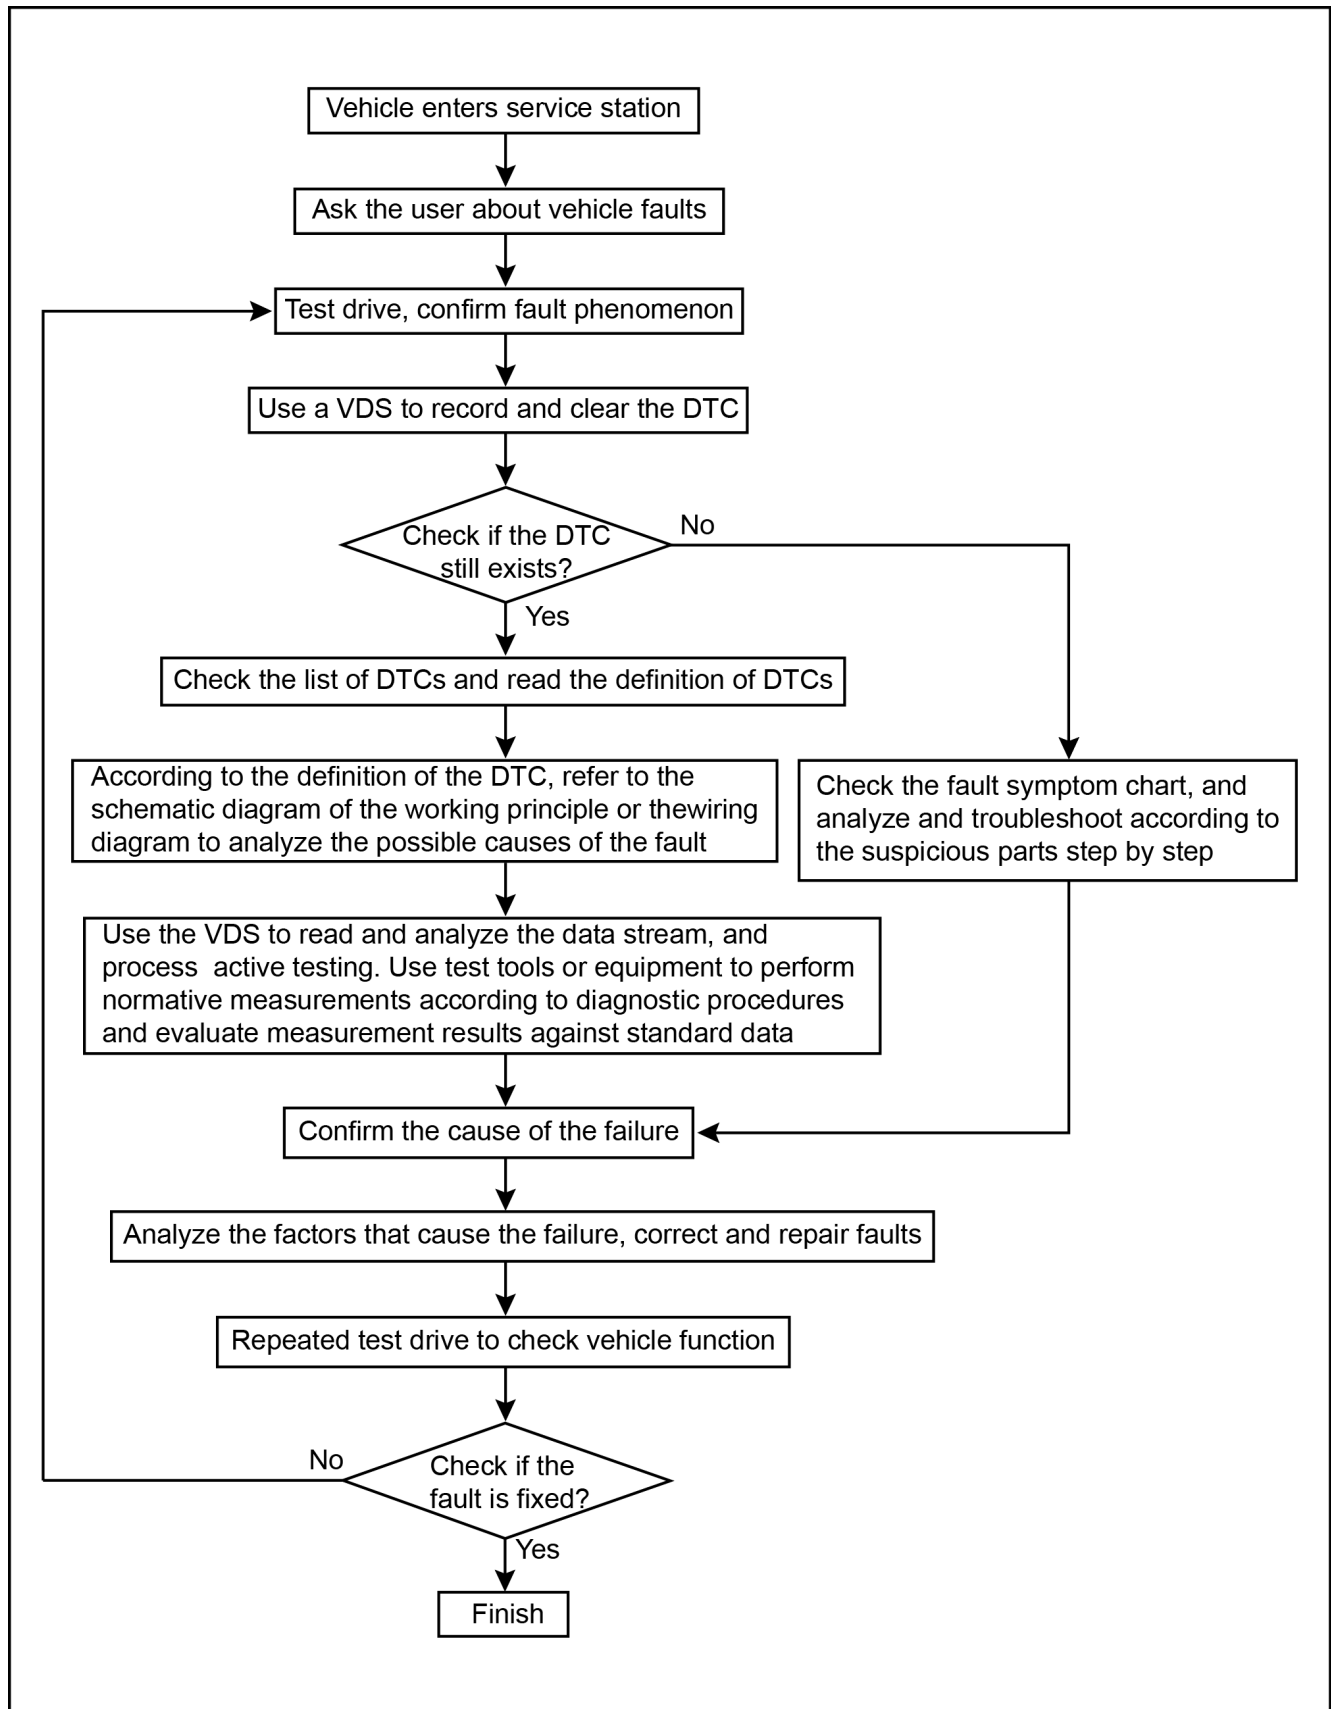 Vehicle enters service station
Ask the user about vehicle faults
Test drive, confirm fault phenomenon
Use a VDS to record and clear the DTC
Check if the DTC
still exists?
No
Yes
Check the list of DTCs and read the definition of DTCs
According to the definition of the DTC, refer to the
schematic diagram of the working principle or thewiring
diagram to analyze the possible causes of the fault
Check the fault symptom chart, and
analyze and troubleshoot according to
the suspicious parts step by step
Use the VDS to read and analyze the data stream, and
process active testing. Use test tools or equipment to perform
normative measurements according to diagnostic procedures
and evaluate measurement results against standard data
Confirm the cause of the failure
Analyze the factors that cause the failure, correct and repair faults
Repeated test drive to check vehicle function
No
Check if the
fault is fixed?
Yes
Finish